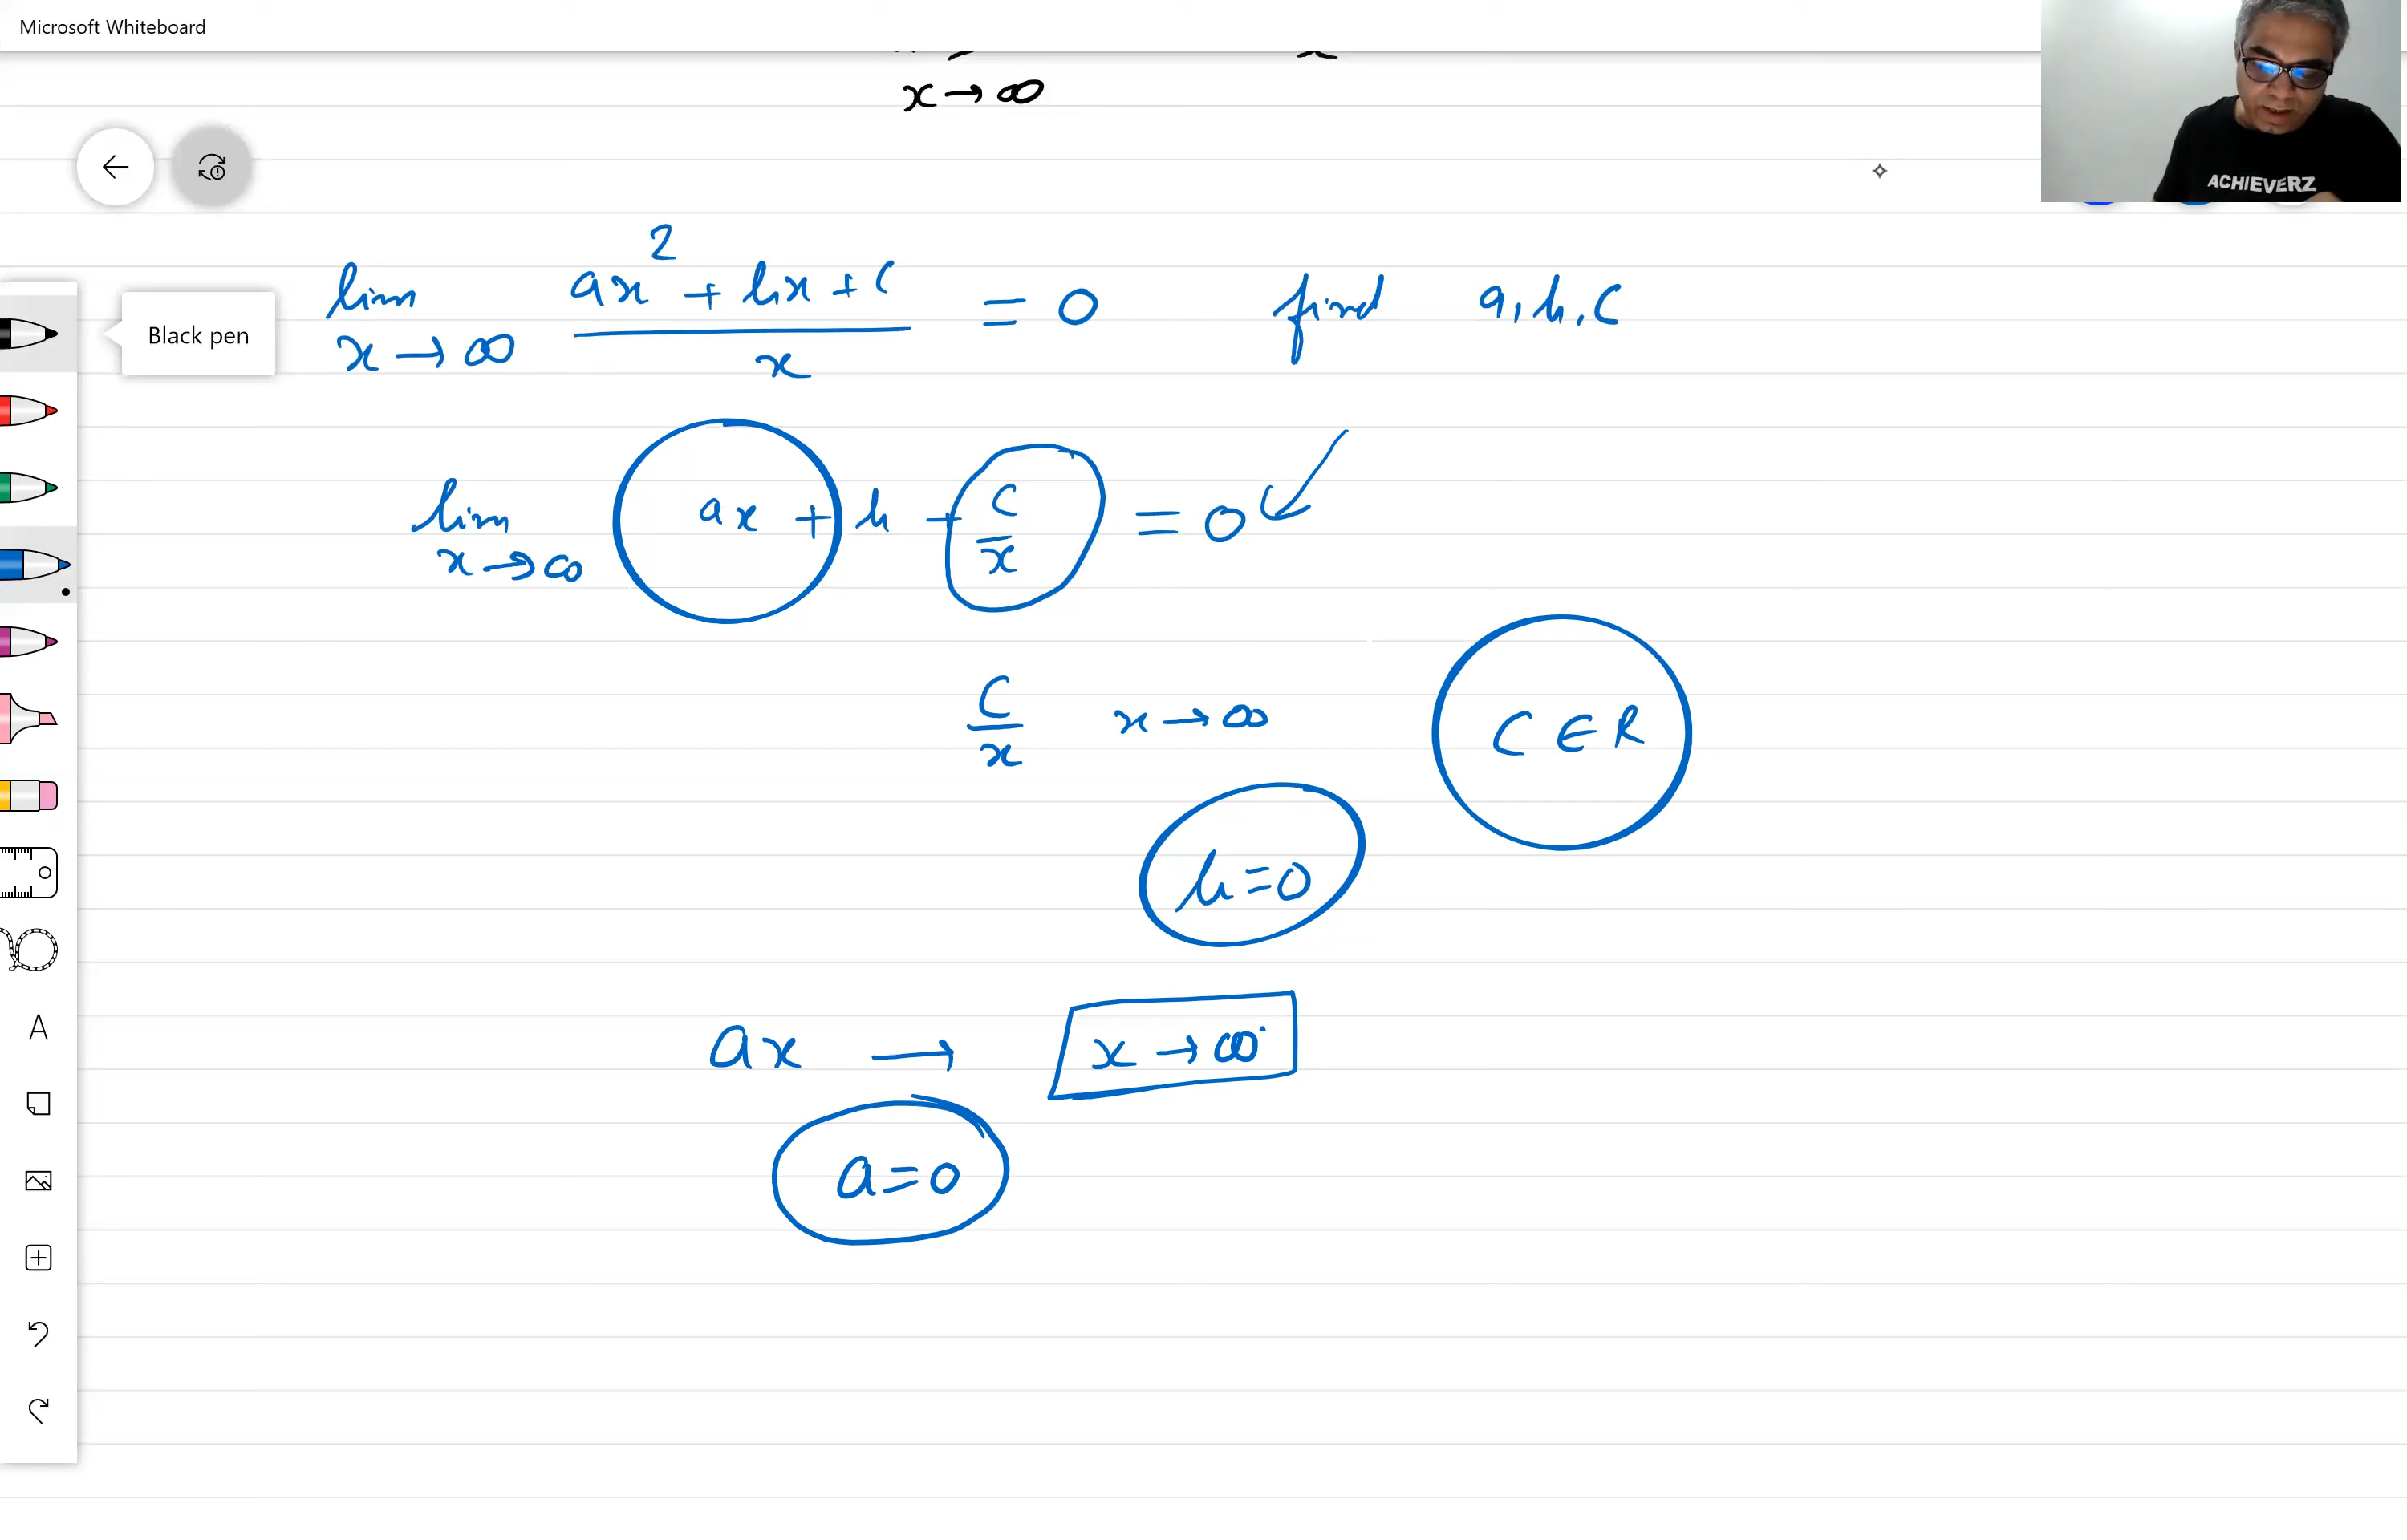 Microsoft Whiteboard
x → ∞
ACHIEVERZ
lim x→∞ (ax² + bx + c)/x = 0 find a, b, c
Black pen
lim x→∞ ax + b + c/x = 0
c/x x → ∞ C ∈ R
b = 0
ax → x → ∞
a = 0
A